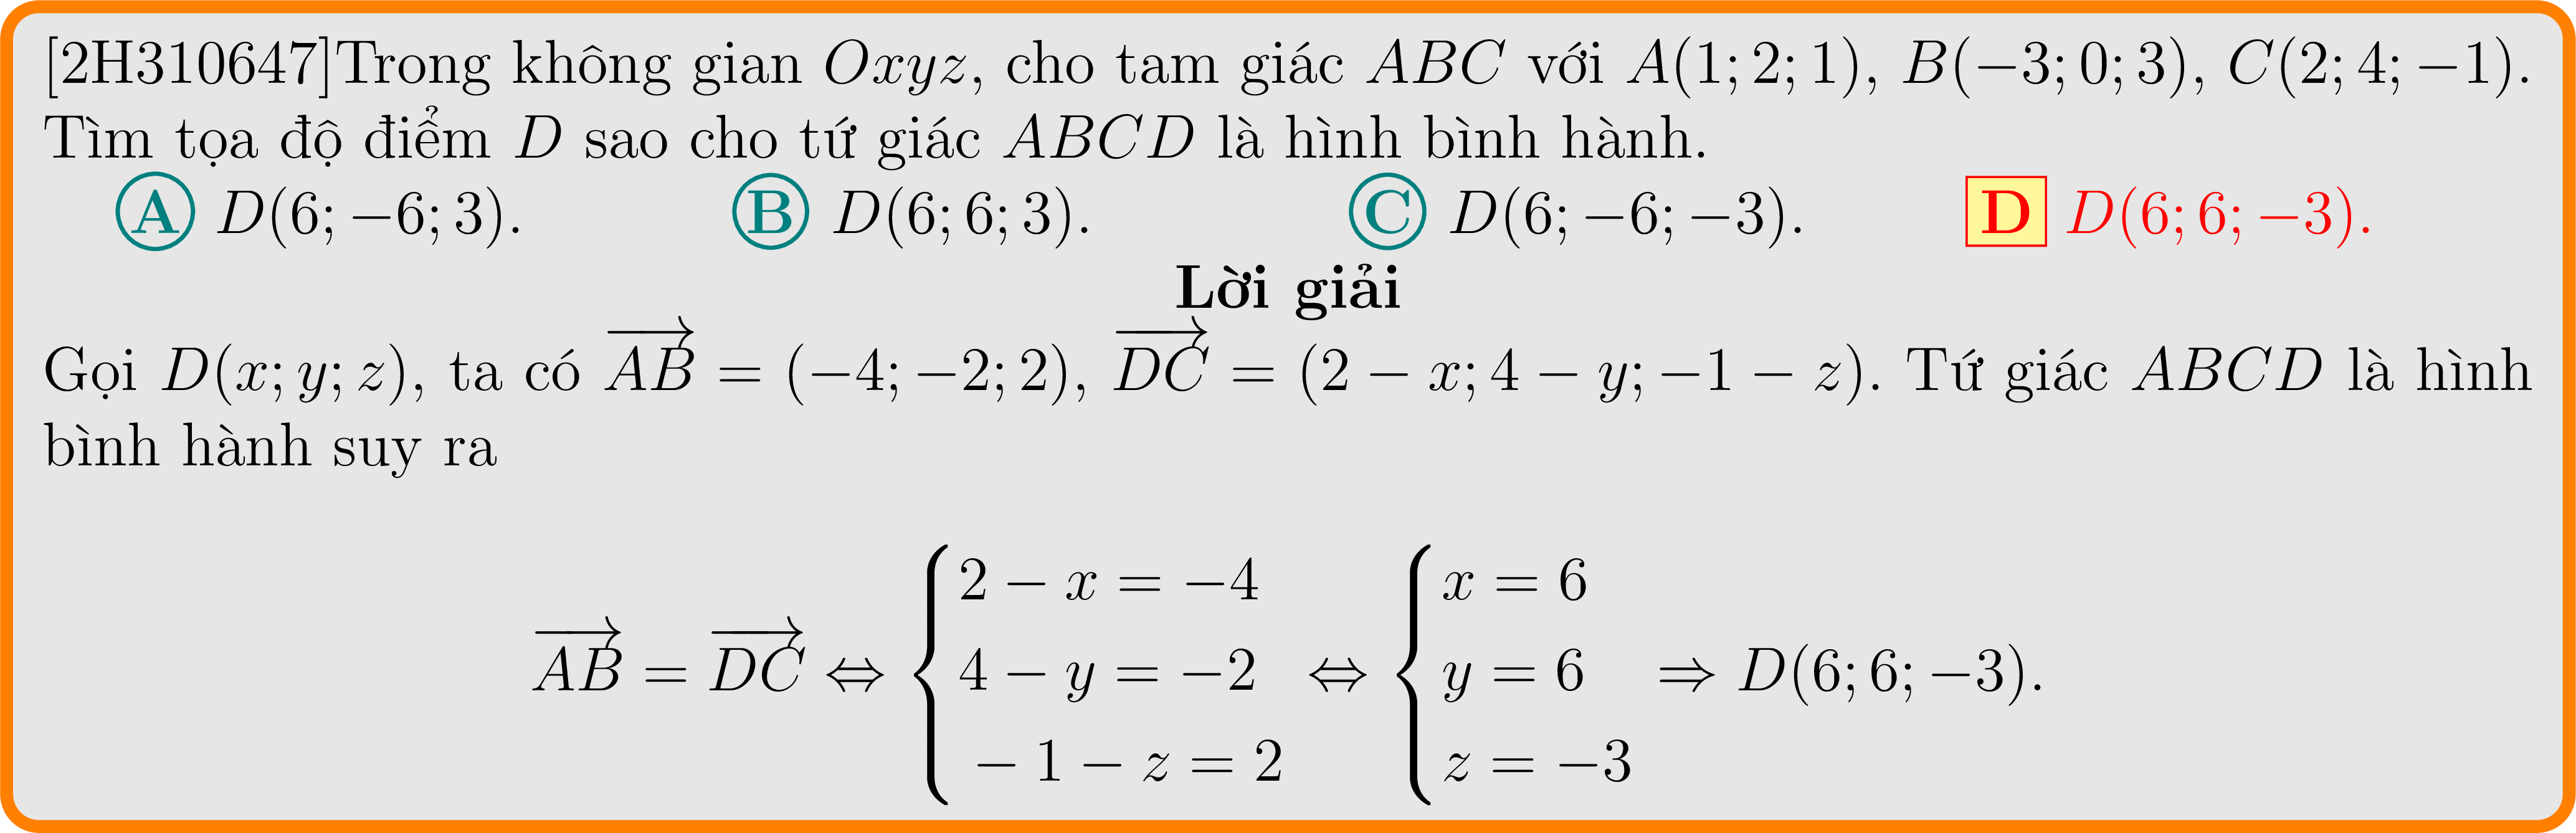 [2H310647]Trong không gian Oxyz, cho tam giác ABC với A(1; 2; 1), B(−3; 0; 3), C(2; 4; −1).
Tìm tọa độ điểm D sao cho tứ giác ABCD là hình bình hành.
A D(6; −6; 3). B D(6; 6; 3). C D(6; −6; −3). D D(6; 6; −3).
Lời giải
Gọi D(x; y; z), ta có $\overrightarrow{AB}$ = (−4; −2; 2), $\overrightarrow{DC}$ = (2 − x; 4 − y; −1 − z). Tứ giác ABCD là hình
bình hành suy ra
$\overrightarrow{AB} = \overrightarrow{DC} \Leftrightarrow \begin{cases} 2 - x = -4 \\ 4 - y = -2 \\ -1 - z = 2 \end{cases} \Leftrightarrow \begin{cases} x = 6 \\ y = 6 \\ z = -3 \end{cases} \Rightarrow D(6; 6; -3).$